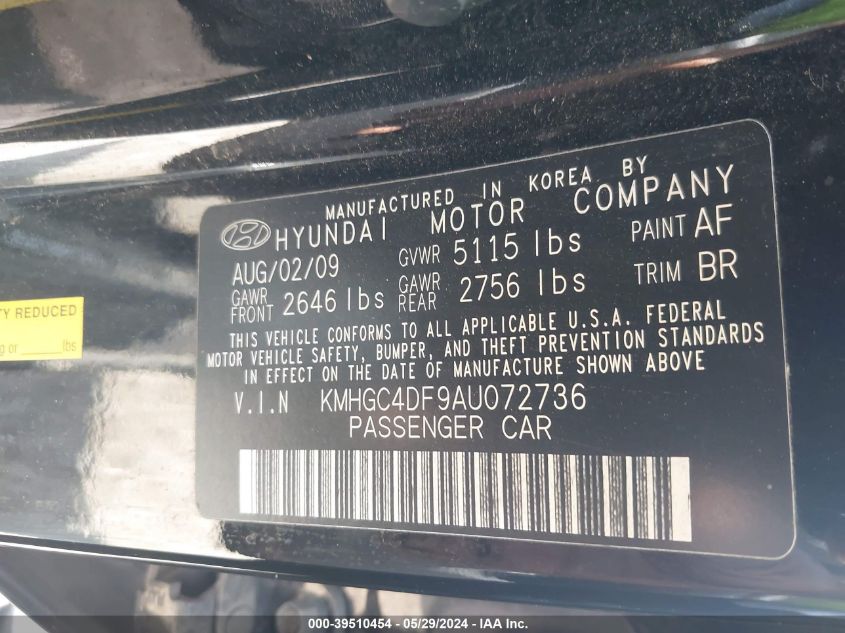 MANUFACTURED IN KOREA BY
HYUNDAI MOTOR COMPANY
AUG/02/09 GVWR 5115 lbs PAINT AF
GAWR FRONT 2646 lbs GAWR REAR 2756 lbs TRIM BR
THIS VEHICLE CONFORMS TO ALL APPLICABLE U.S.A. FEDERAL
MOTOR VEHICLE SAFETY, BUMPER, AND THEFT PREVENTION STANDARDS
IN EFFECT ON THE DATE OF MANUFACTURE SHOWN ABOVE
V.I.N KMHGC4DF9AU072736
PASSENGER CAR
REDUCED
or ______lbs
000-39510454 - 05/29/2024 - IAA Inc.